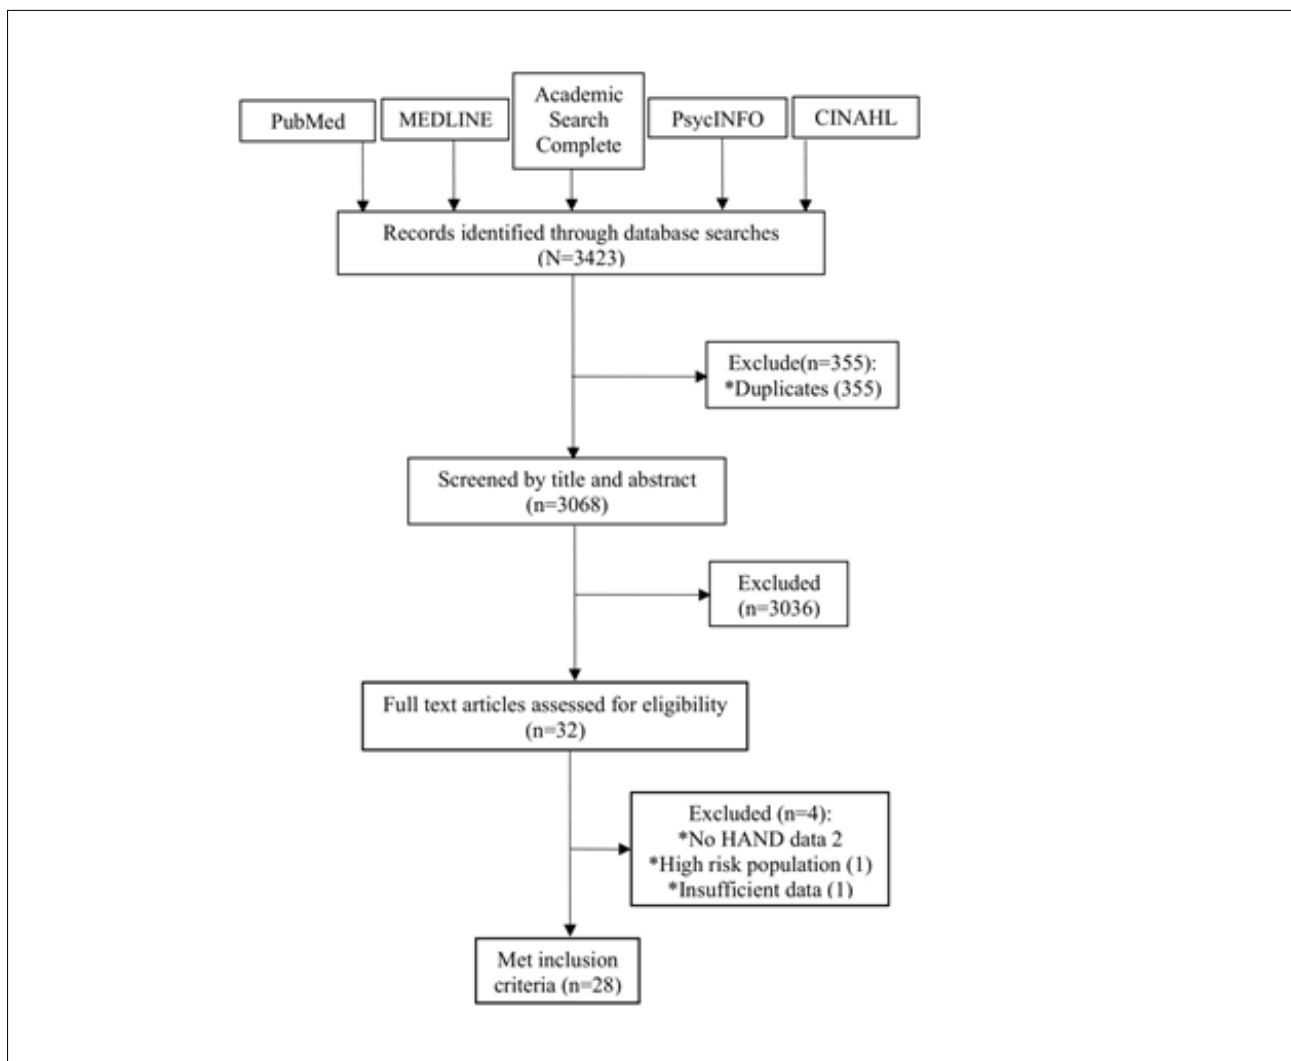 PubMed
MEDLINE
Academic
Search
Complete
PsycINFO
CINAHL
Records identified through database searches
(N=3423)
Exclude(n=355):
*Duplicates (355)
Screened by title and abstract
(n=3068)
Excluded
(n=3036)
Full text articles assessed for eligibility
(n=32)
Excluded (n=4):
*No HAND data 2
*High risk population (1)
*Insufficient data (1)
Met inclusion
criteria (n=28)